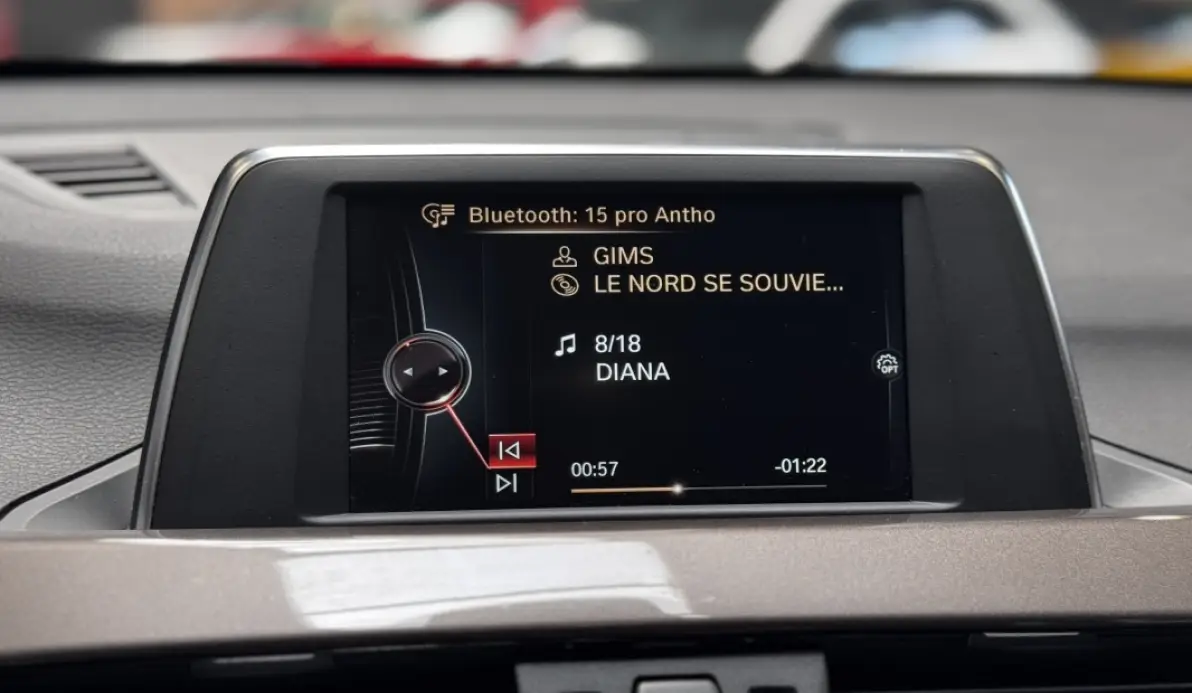 Bluetooth: 15 pro Antho
GIMS
LE NORD SE SOUVIE...
8/18
DIANA
OPT
00:57 -01:22